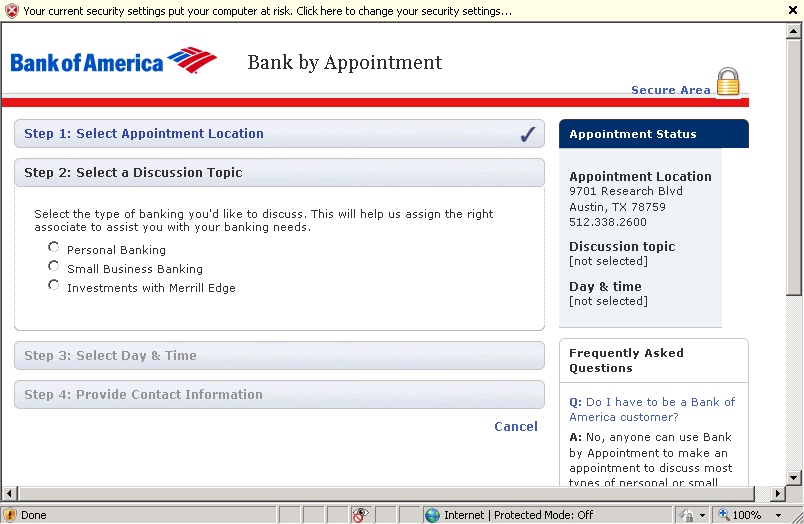 Your current security settings put your computer at risk. Click here to change your security settings...
Bank of America
Bank by Appointment
Secure Area
Step 1: Select Appointment Location
Step 2: Select a Discussion Topic
Select the type of banking you'd like to discuss. This will help us assign the right
associate to assist you with your banking needs.
Personal Banking
Small Business Banking
Investments with Merrill Edge
Step 3: Select Day & Time
Step 4: Provide Contact Information
Cancel
Appointment Status
Appointment Location
9701 Research Blvd
Austin, TX 78759
512.338.2600
Discussion topic
[not selected]
Day & time
[not selected]
Frequently Asked
Questions
Q: Do I have to be a Bank of
America customer?
A: No, anyone can use Bank
by Appointment to make an
appointment to discuss most
types of personal or small
Done
Internet | Protected Mode: Off
100%